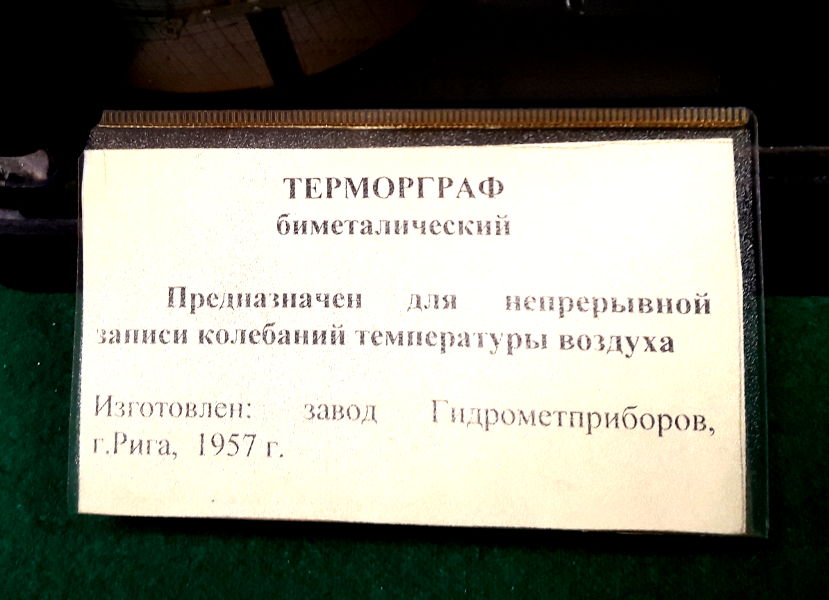 ТЕРМОРГРАФ
биметалический
Предназначен для непрерывной
записи колебаний температуры воздуха
Изготовлен: завод Гидрометприборов,
г.Рига, 1957 г.